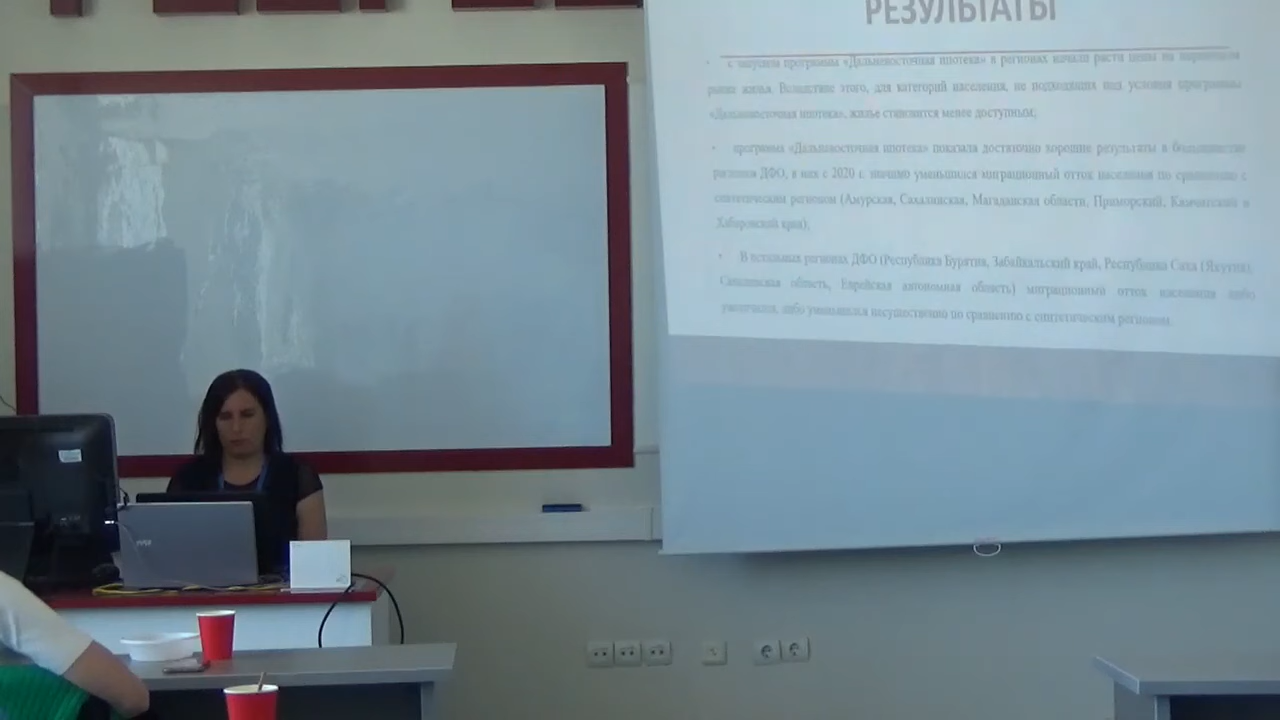 РЕЗУЛЬТАТЫ
с запуском программы «Дальневосточная ипотека» в регионах начали расти цены на
рынке жилья. Вследствие этого, для категорий населения, не подходящих под условия программы
«Дальневосточная ипотека», жилье становится менее доступным;
программа «Дальневосточная ипотека» показала достаточно хорошие результаты в большинстве
регионов ДФО, в них с 2020 г. значимо уменьшился миграционный отток населения по сравнению с
синтетическим регионом (Амурская, Сахалинская, Магаданская области, Приморский, Камчатский и
Хабаровский края);
В остальных регионах ДФО (Республика Бурятия, Забайкальский край, Республика Саха (Якутия),
область, Еврейская автономная область) миграционный отток населения либо
увеличился, либо уменьшился несущественно по сравнению с синтетическим регионом.